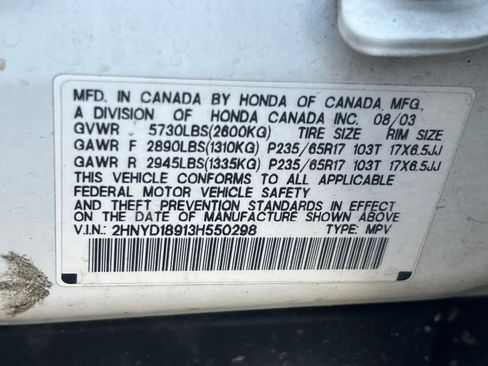 MFD. IN CANADA BY HONDA OF CANADA MFG.,
A DIVISION OF HONDA CANADA INC. 08/03
GVWR 5730LBS(2600KG) TIRE SIZE RIM SIZE
GAWR F 2890LBS(1310KG) P235/65R17 103T 17X6.5JJ
GAWR R 2945LBS(1335KG) P235/65R17 103T 17X6.5JJ
THIS VEHICLE CONFORMS TO ALL APPLICABLE
FEDERAL MOTOR VEHICLE SAFETY
AND THEFT PREVENTION STANDARDS IN EFFECT
ON THE DATE OF MANUFACTURE SHOWN ABOVE
V.I.N.: 2HNYD18913H550298 TYPE: MPV